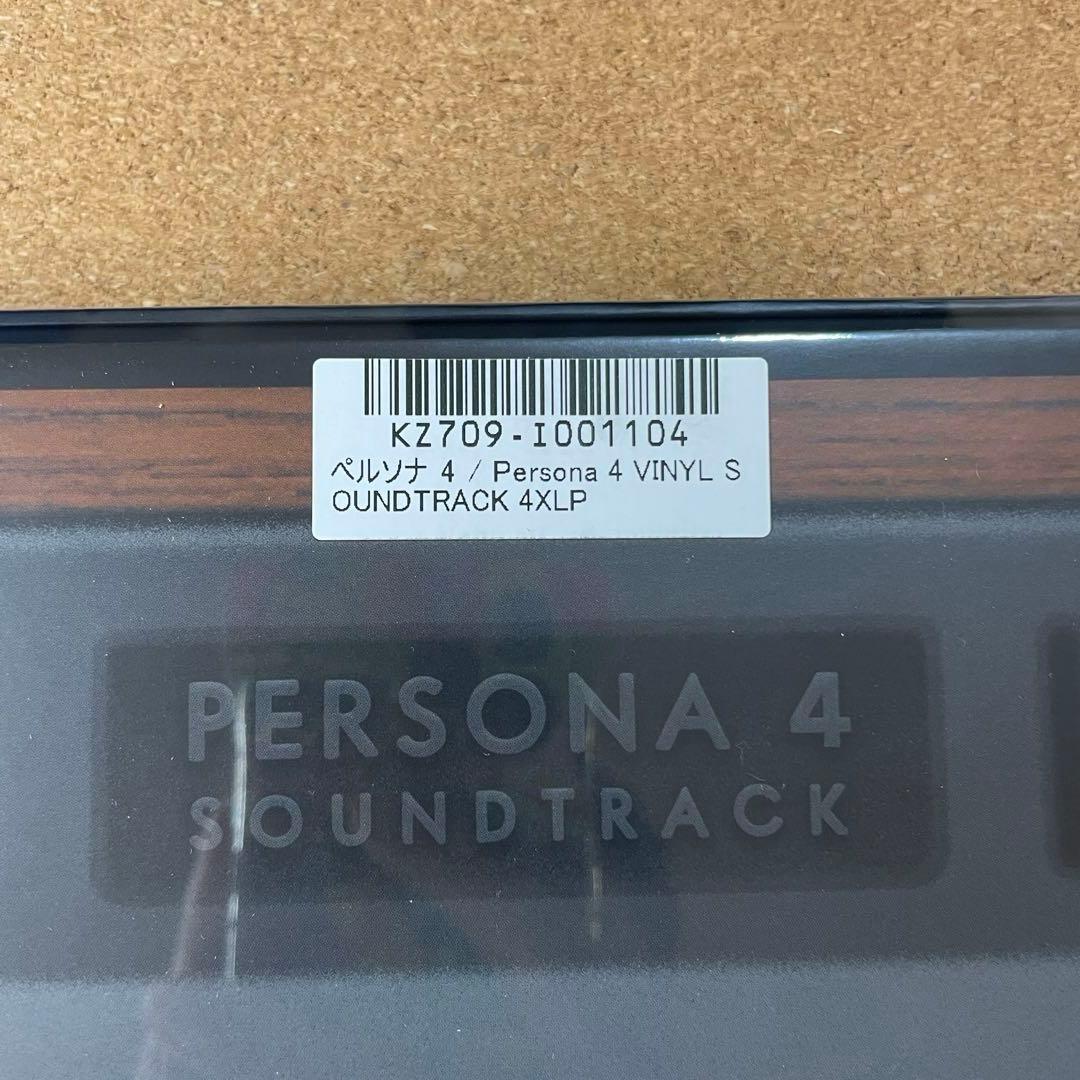 KZ709-I001104
ペルソナ 4 / Persona 4 VINYL S
OUNDTRACK 4XLP
PERSONA 4
SOUNDTRACK